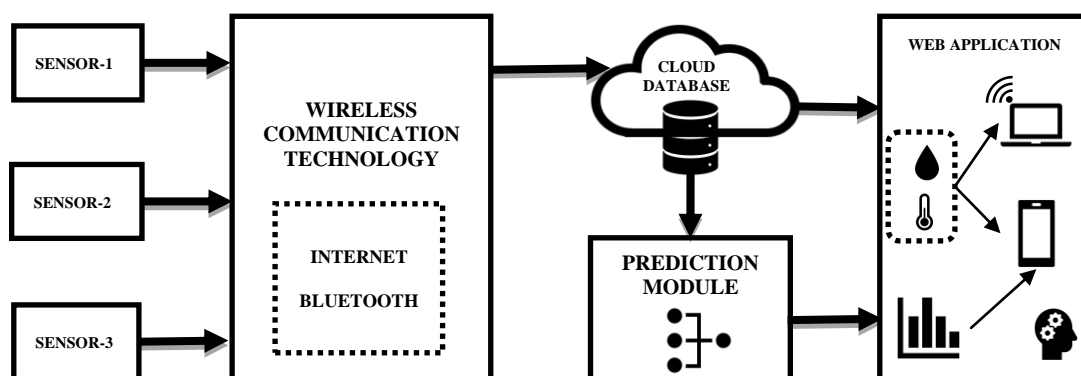 SENSOR-1
SENSOR-2
SENSOR-3
WIRELESS
COMMUNICATION
TECHNOLOGY
INTERNET
BLUETOOTH
CLOUD
DATABASE
PREDICTION
MODULE
WEB APPLICATION